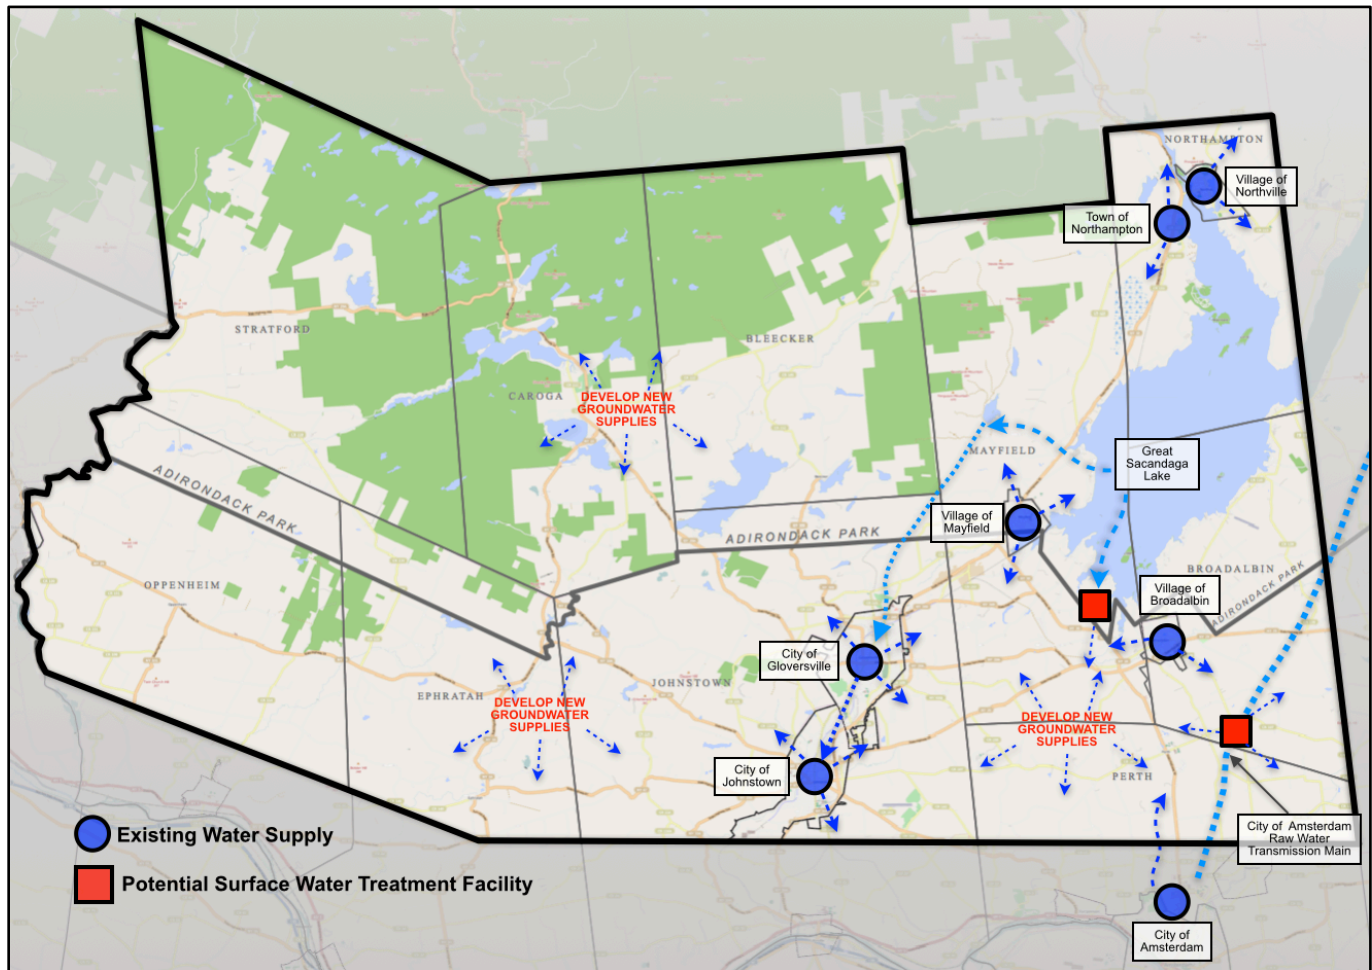 NORTHAMPTON
Village of
Northville
Town of
Northampton
STRATFORD
BLEECKER
CAROGA
DEVELOP NEW
GROUNDWATER
SUPPLIES
MAYFIELD
Great
Sacandaga
Lake
ADIRONDACK PARK
Village of
Mayfield
ADIRONDACK PARK
OPPENHEIM
BROADALBIN
ADIRONDACK PARK
Village of
Broadalbin
City of
Gloversville
EPHRATAH
JOHNSTOWN
DEVELOP NEW
GROUNDWATER
SUPPLIES
DEVELOP NEW
GROUNDWATER
SUPPLIES
PERTH
City of
Johnstown
City of Amsterdam
Raw Water
Transmission Main
Existing Water Supply
Potential Surface Water Treatment Facility
City of
Amsterdam